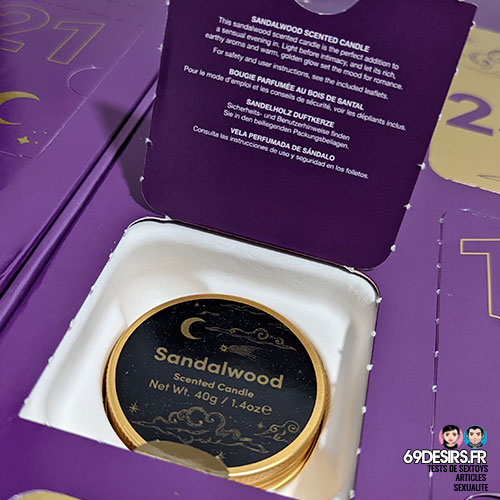 21
SANDALWOOD SCENTED CANDLE
This sandalwood scented candle is the perfect addition to
a sensual evening in. Light before intimacy, and let its rich,
earthy aroma and warm, golden glow set the mood for romance.
For safety and user instructions, see the included leaflets.
BOUGIE PARFUMÉE AU BOIS DE SANTAL
Pour le mode d'emploi et les conseils de sécurité, voir les dépliants inclus.
SANDELHOLZ DUFTKERZE
Sicherheits- und Benutzerhinweise finden
Sie in den beiliegenden Packungsbeilagen.
VELA PERFUMADA DE SÁNDALO
Consulta las instrucciones de uso y seguridad en los folletos.
2
1
Sandalwood
Scented Candle
Net Wt. 40g / 1.4oz℮
69DESIRS.FR
TESTS DE SEXTOYS
ARTICLES
SEXUALITE